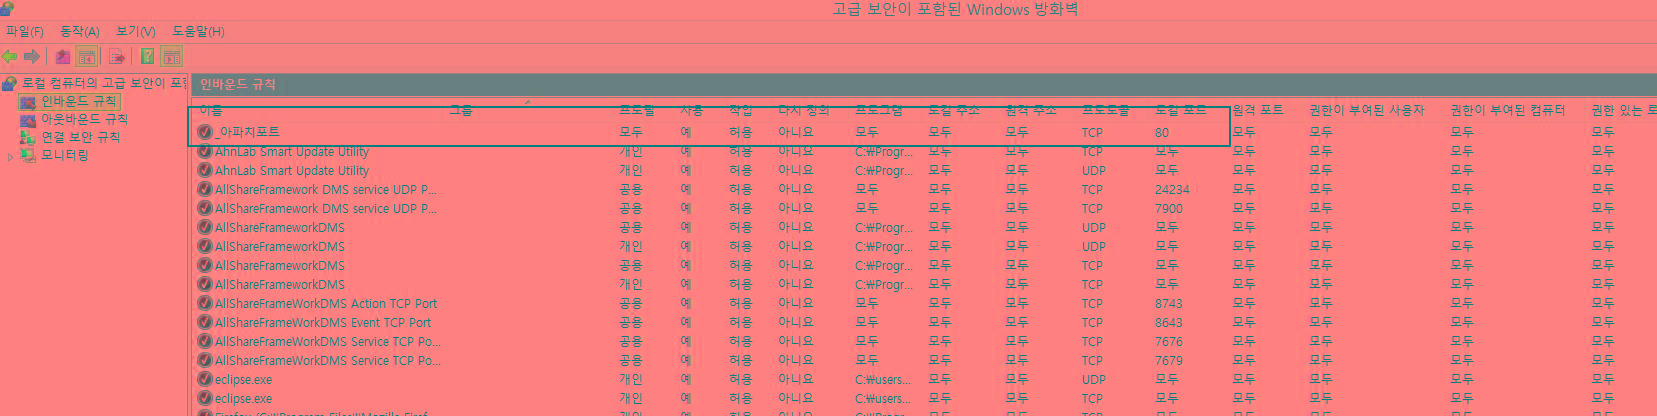 고급 보안이 포함된 Windows 방화벽
파일(F) 동작(A) 보기(V) 도움말(H)
로컬 컴퓨터의 고급 보안이 포함
인바운드 규칙
아웃바운드 규칙
연결 보안 규칙
모니터링
인바운드 규칙
이름 그룹 프로필 사용 작업 다시 정의 프로그램 로컬 주소 원격 주소 프로토콜 로컬 포트 원격 포트 권한이 부여된 사용자 권한이 부여된 컴퓨터 권한 있는 로
_아파치포트 모두 예 허용 아니요 모두 모두 모두 TCP 80 모두 모두 모두 모두
AhnLab Smart Update Utility 개인 예 허용 아니요 C:₩Progr... 모두 모두 TCP 모두 모두 모두 모두 모두
AhnLab Smart Update Utility 개인 예 허용 아니요 C:₩Progr... 모두 모두 UDP 모두 모두 모두 모두 모두
AllShareFramework DMS service UDP P... 공용 예 허용 아니요 모두 모두 모두 TCP 24234 모두 모두 모두 모두
AllShareFramework DMS service UDP P... 공용 예 허용 아니요 모두 모두 모두 TCP 7900 모두 모두 모두 모두
AllShareFrameworkDMS 공용 예 허용 아니요 C:₩Progr... 모두 모두 UDP 모두 모두 모두 모두 모두
AllShareFrameworkDMS 개인 예 허용 아니요 C:₩Progr... 모두 모두 UDP 모두 모두 모두 모두 모두
AllShareFrameworkDMS 공용 예 허용 아니요 C:₩Progr... 모두 모두 TCP 모두 모두 모두 모두 모두
AllShareFrameworkDMS 개인 예 허용 아니요 C:₩Progr... 모두 모두 TCP 모두 모두 모두 모두 모두
AllShareFrameWorkDMS Action TCP Port 공용 예 허용 아니요 모두 모두 모두 TCP 8743 모두 모두 모두 모두
AllShareFrameWorkDMS Event TCP Port 공용 예 허용 아니요 모두 모두 모두 TCP 8643 모두 모두 모두 모두
AllShareFrameWorkDMS Service TCP Po... 공용 예 허용 아니요 모두 모두 모두 TCP 7676 모두 모두 모두 모두
AllShareFrameWorkDMS Service TCP Po... 공용 예 허용 아니요 모두 모두 모두 TCP 7679 모두 모두 모두 모두
eclipse.exe 개인 예 허용 아니요 C:₩users... 모두 모두 UDP 모두 모두 모두 모두 모두
eclipse.exe 개인 예 허용 아니요 C:₩users... 모두 모두 TCP 모두 모두 모두 모두 모두